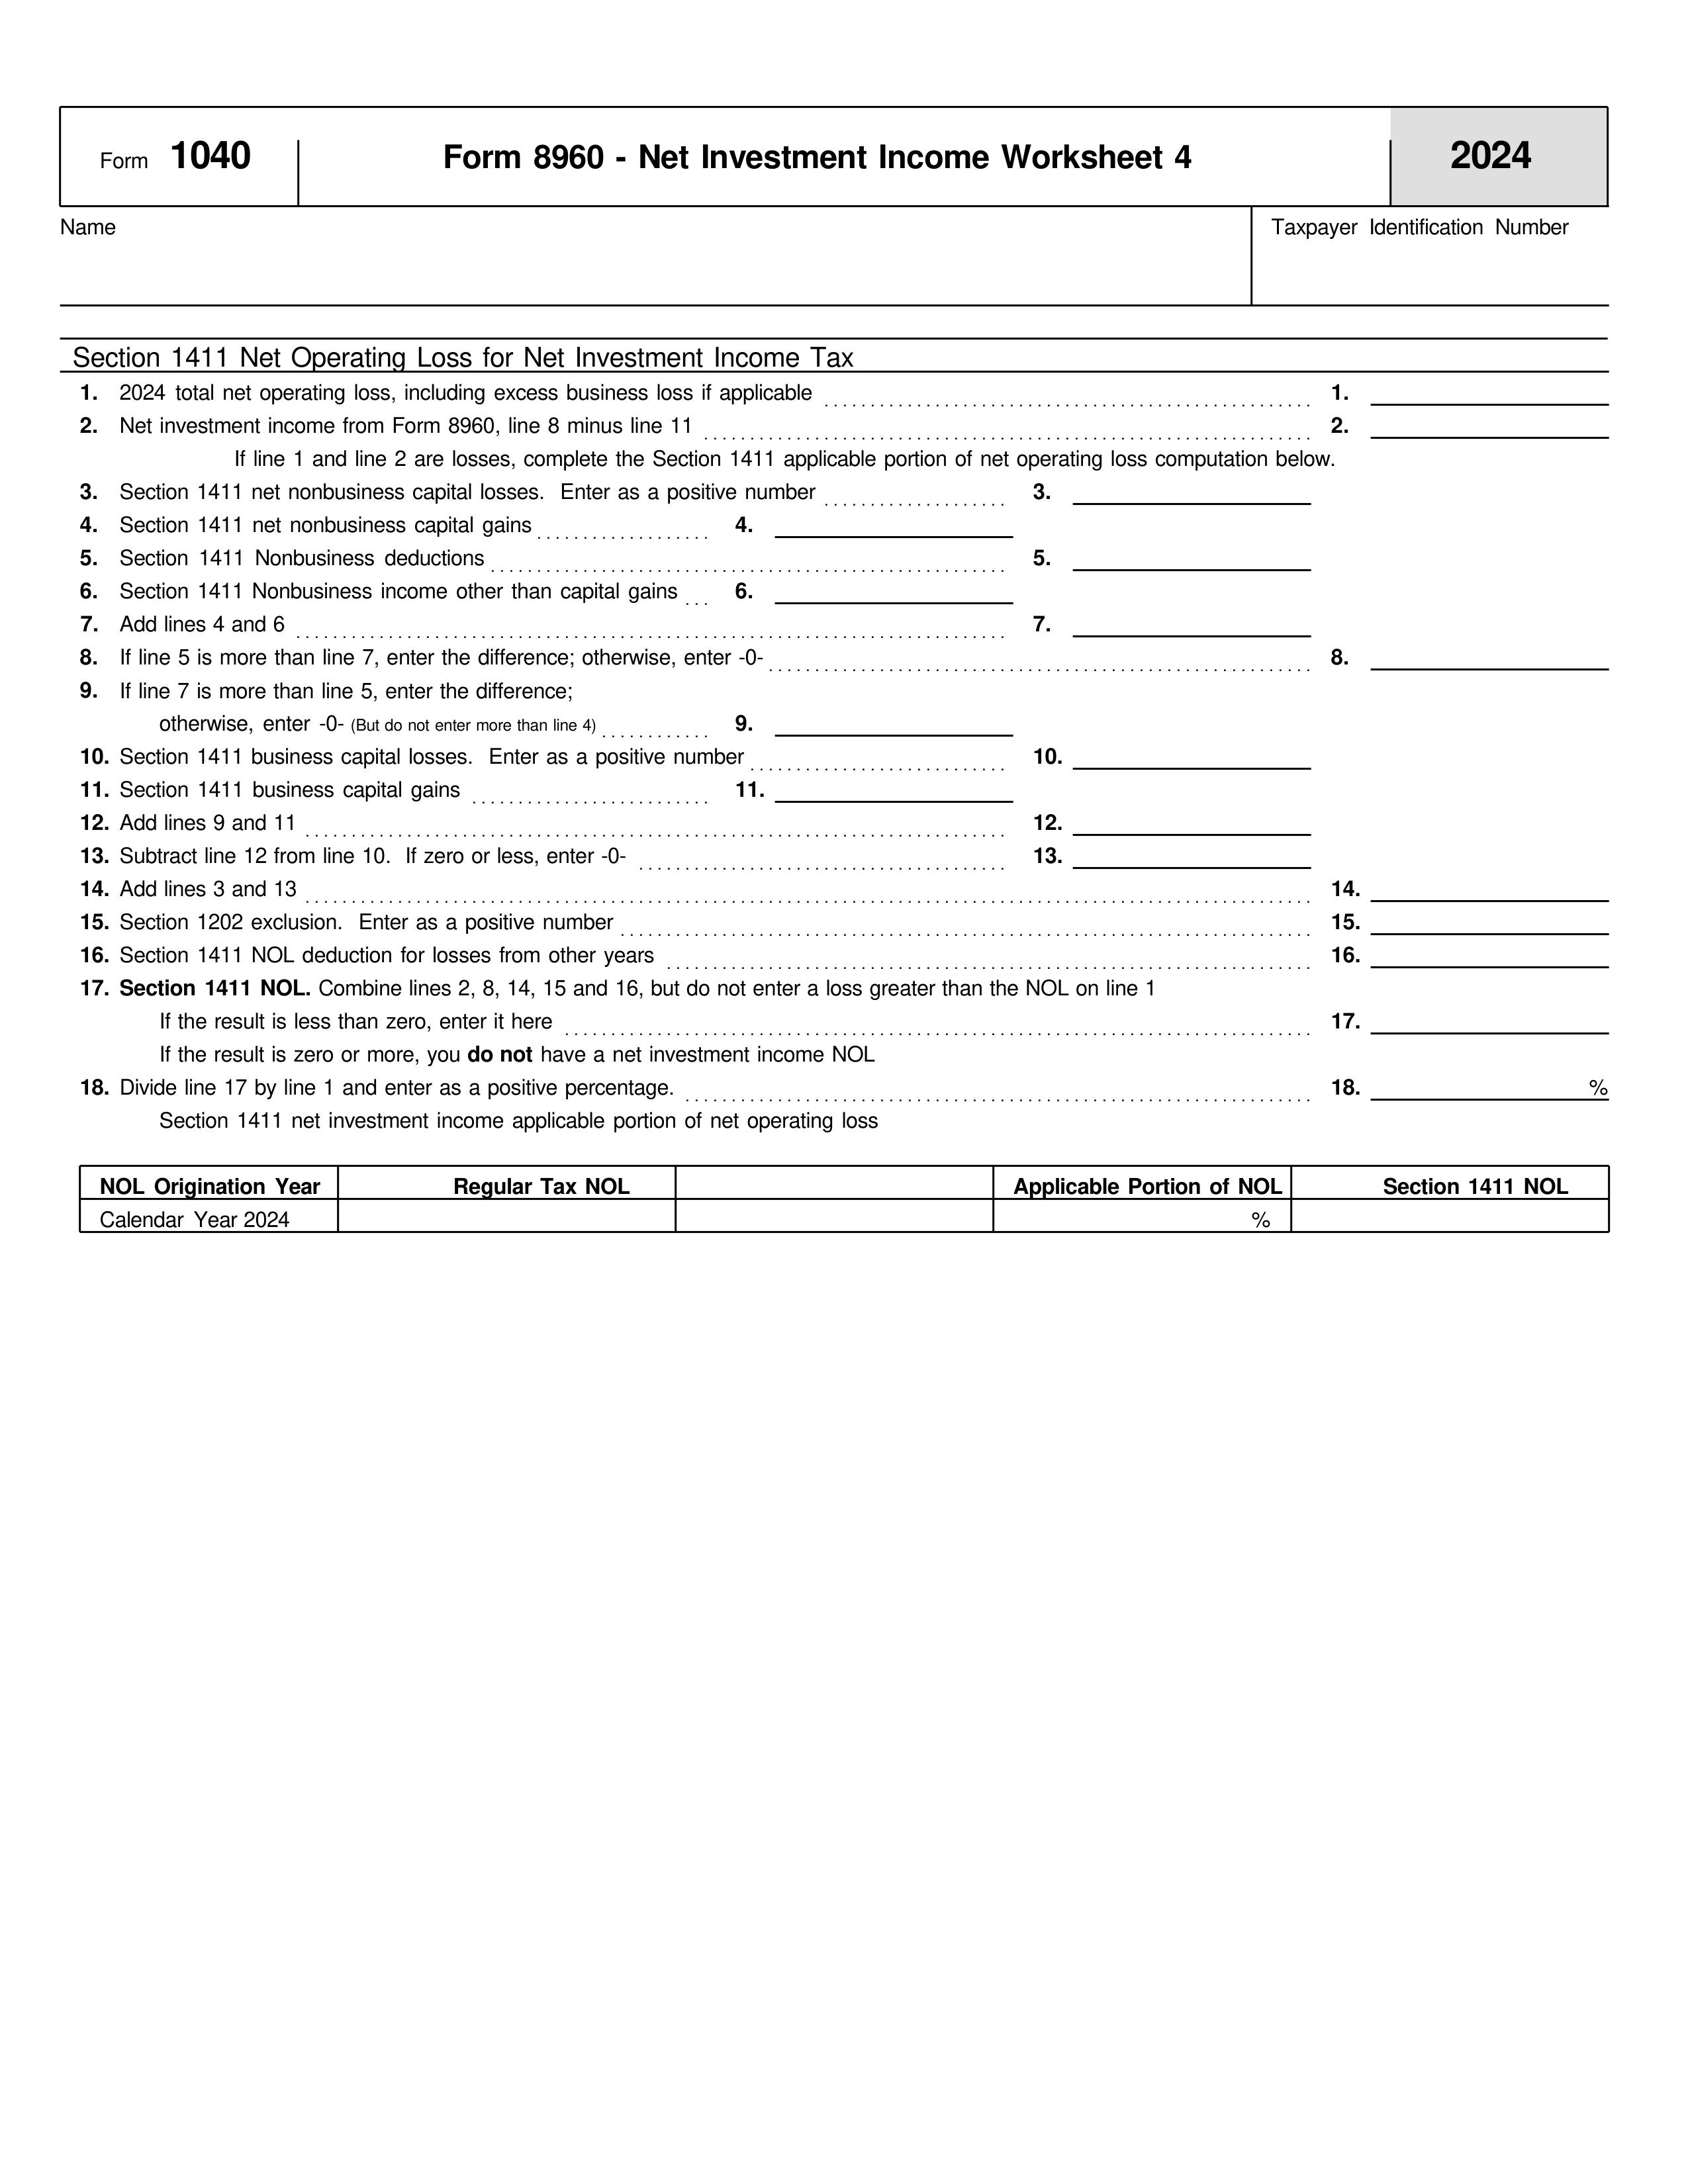 Form 1040 Form 8960 - Net Investment Income Worksheet 4 2024
Name Taxpayer Identification Number
Section 1411 Net Operating Loss for Net Investment Income Tax
1. 2024 total net operating loss, including excess business loss if applicable 1.
2. Net investment income from Form 8960, line 8 minus line 11 2.
If line 1 and line 2 are losses, complete the Section 1411 applicable portion of net operating loss computation below.
3. Section 1411 net nonbusiness capital losses. Enter as a positive number 3.
4. Section 1411 net nonbusiness capital gains 4.
5. Section 1411 Nonbusiness deductions 5.
6. Section 1411 Nonbusiness income other than capital gains 6.
7. Add lines 4 and 6 7.
8. If line 5 is more than line 7, enter the difference; otherwise, enter -0- 8.
9. If line 7 is more than line 5, enter the difference;
otherwise, enter -0- (But do not enter more than line 4) 9.
10. Section 1411 business capital losses. Enter as a positive number 10.
11. Section 1411 business capital gains 11.
12. Add lines 9 and 11 12.
13. Subtract line 12 from line 10. If zero or less, enter -0- 13.
14. Add lines 3 and 13 14.
15. Section 1202 exclusion. Enter as a positive number 15.
16. Section 1411 NOL deduction for losses from other years 16.
17. Section 1411 NOL. Combine lines 2, 8, 14, 15 and 16, but do not enter a loss greater than the NOL on line 1
If the result is less than zero, enter it here 17.
If the result is zero or more, you do not have a net investment income NOL
18. Divide line 17 by line 1 and enter as a positive percentage. 18. %
Section 1411 net investment income applicable portion of net operating loss
NOL Origination Year Regular Tax NOL Applicable Portion of NOL Section 1411 NOL
Calendar Year 2024 %